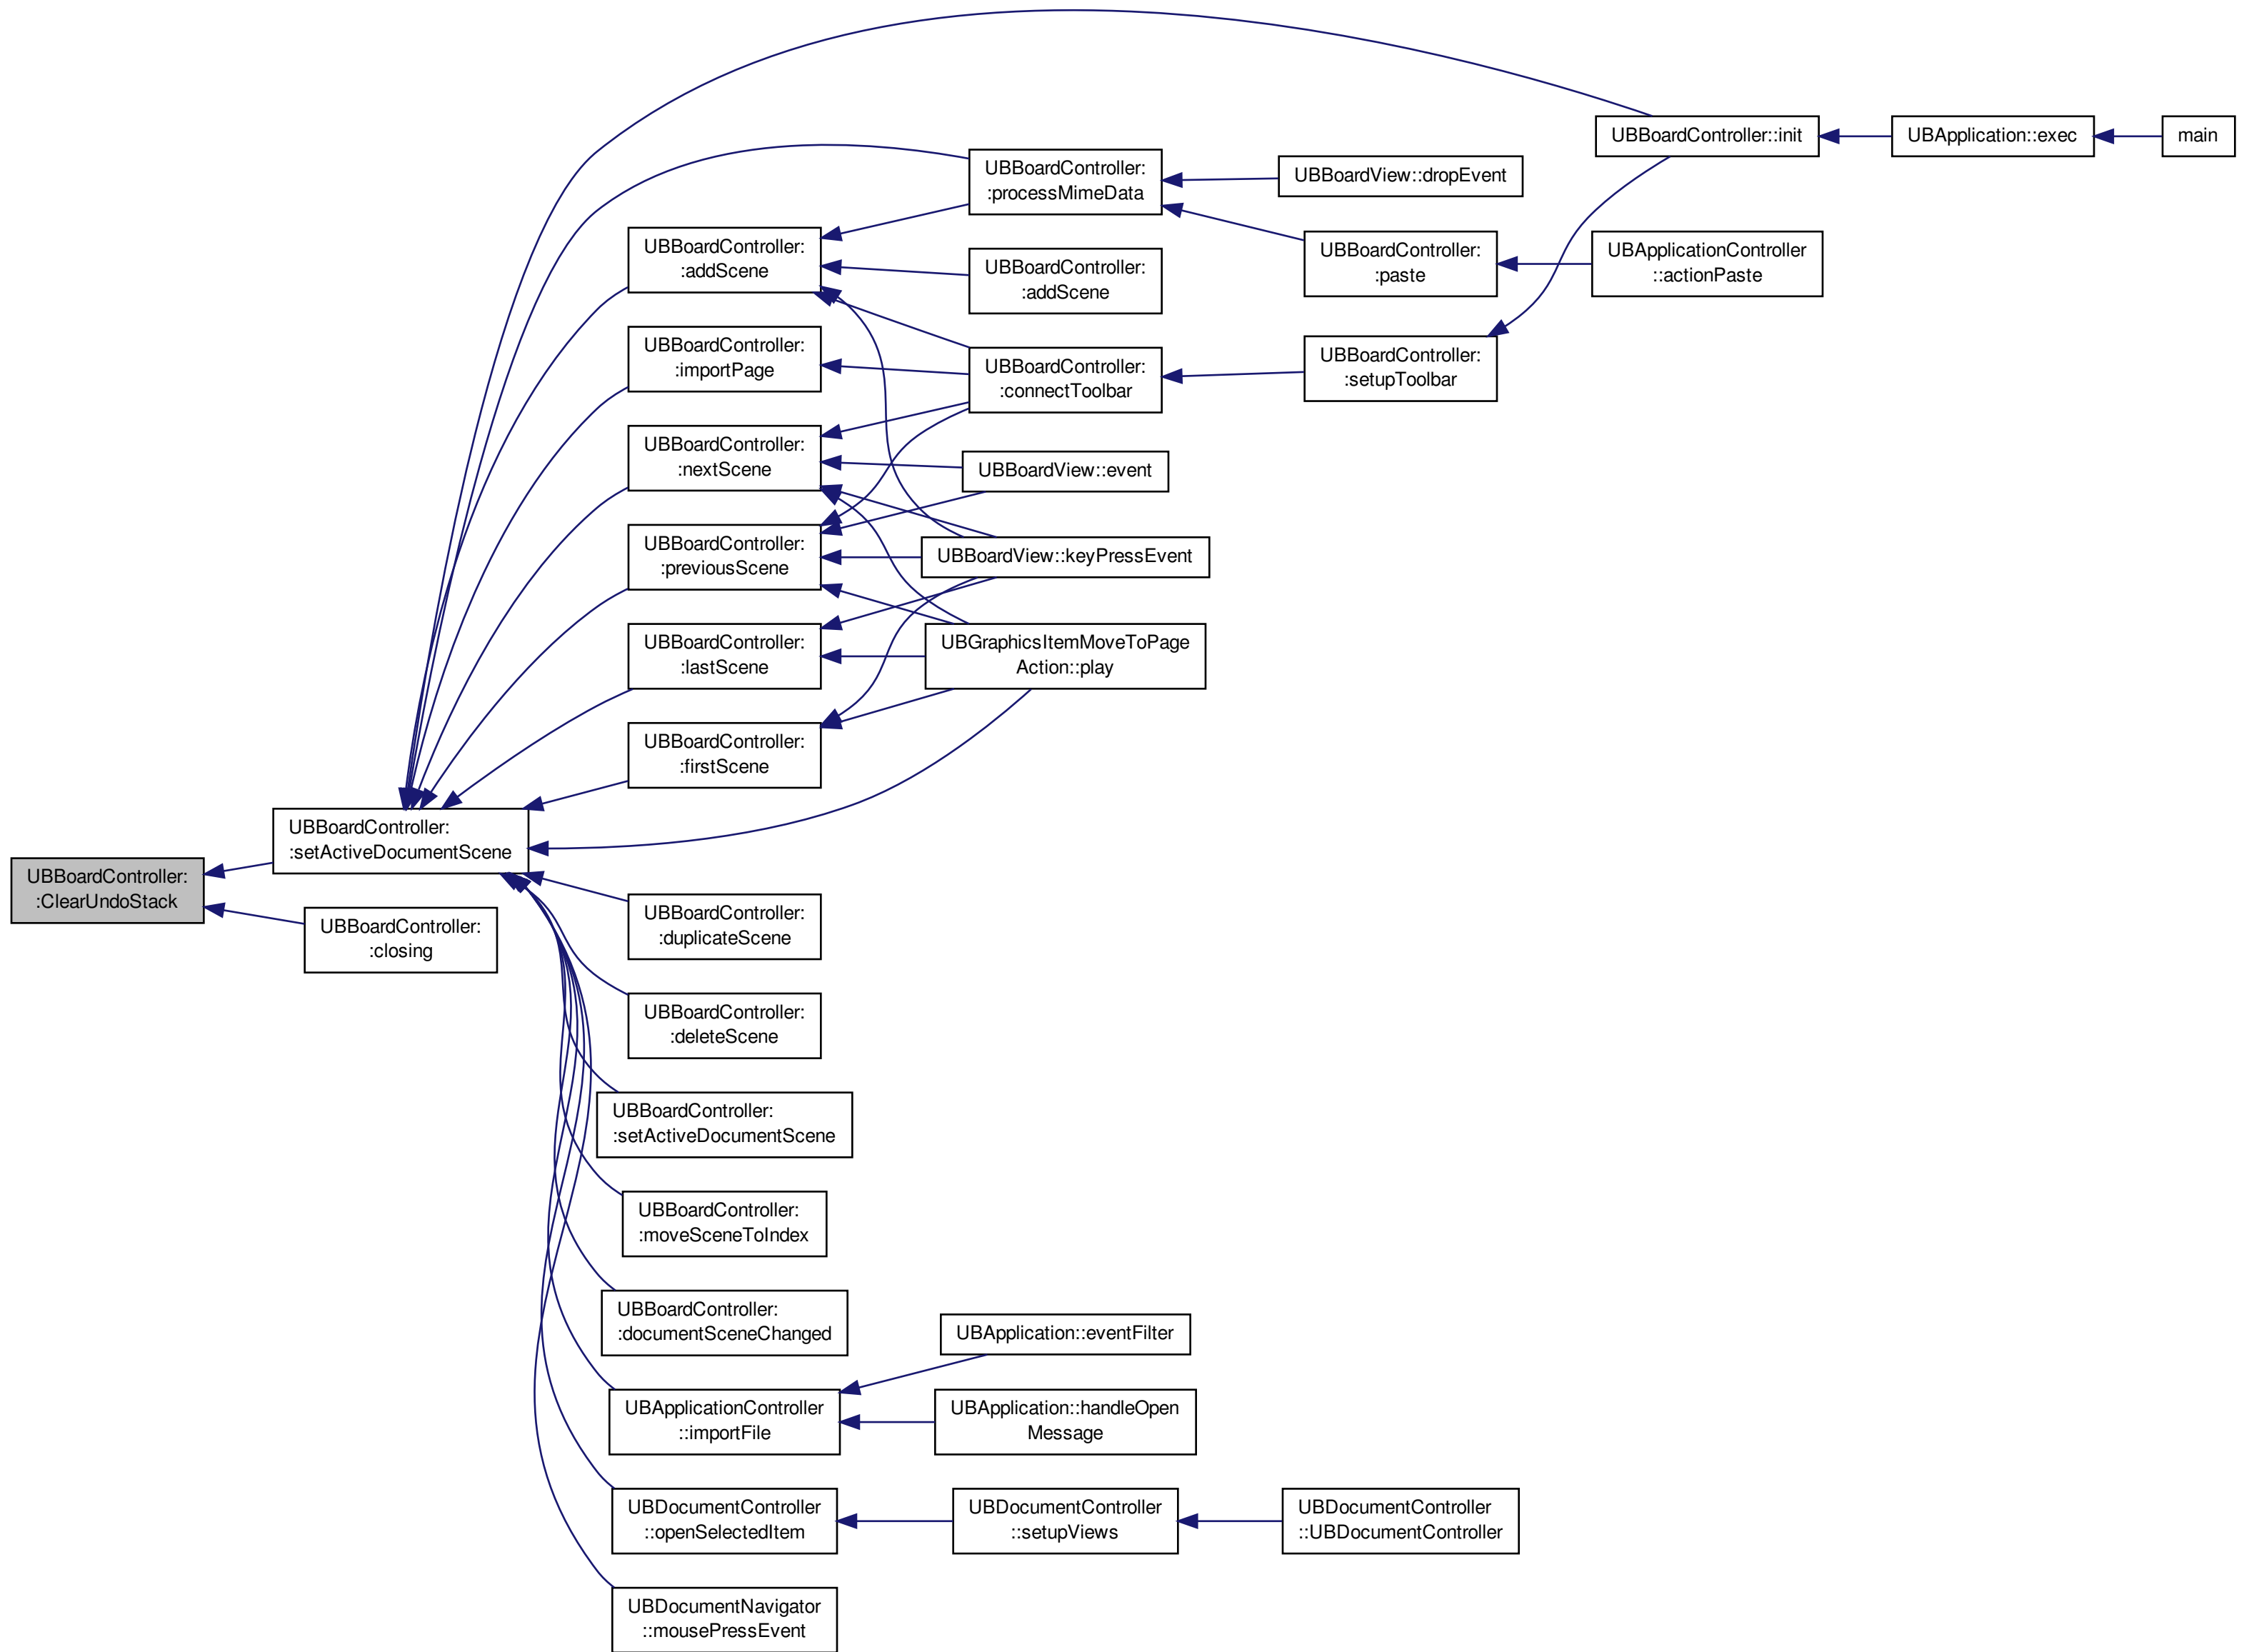 UBBoardController::init
UBApplication::exec
main
UBBoardController:
:processMimeData
UBBoardView::dropEvent
UBBoardController:
:addScene
UBBoardController:
:addScene
UBBoardController:
:paste
UBApplicationController
::actionPaste
UBBoardController:
:importPage
UBBoardController:
:connectToolbar
UBBoardController:
:setupToolbar
UBBoardController:
:nextScene
UBBoardView::event
UBBoardController:
:previousScene
UBBoardView::keyPressEvent
UBBoardController:
:lastScene
UBGraphicsItemMoveToPage
Action::play
UBBoardController:
:firstScene
UBBoardController:
:setActiveDocumentScene
UBBoardController:
:ClearUndoStack
UBBoardController:
:closing
UBBoardController:
:duplicateScene
UBBoardController:
:deleteScene
UBBoardController:
:setActiveDocumentScene
UBBoardController:
:moveSceneToIndex
UBBoardController:
:documentSceneChanged
UBApplication::eventFilter
UBApplicationController
::importFile
UBApplication::handleOpen
Message
UBDocumentController
::openSelectedItem
UBDocumentController
::setupViews
UBDocumentController
::UBDocumentController
UBDocumentNavigator
::mousePressEvent